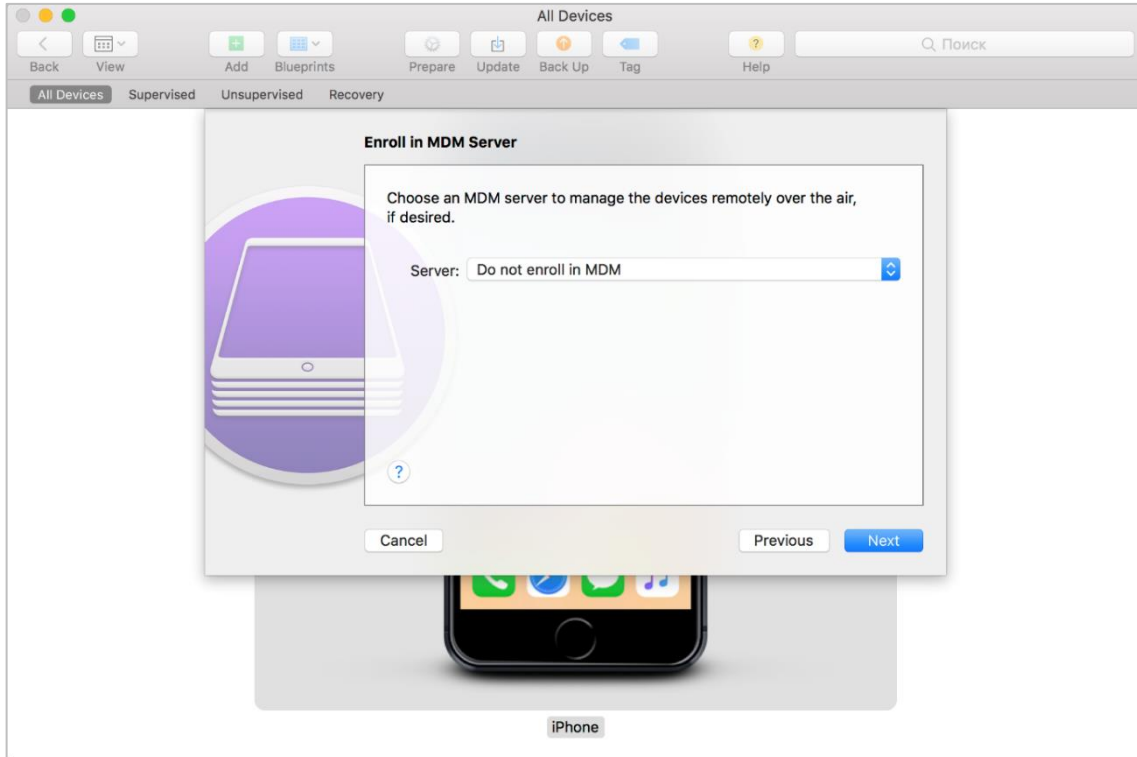 All Devices
Back View Add Blueprints Prepare Update Back Up Tag Help Поиск
All Devices Supervised Unsupervised Recovery
Enroll in MDM Server
Choose an MDM server to manage the devices remotely over the air,
if desired.
Server: Do not enroll in MDM
?
Cancel Previous Next
iPhone